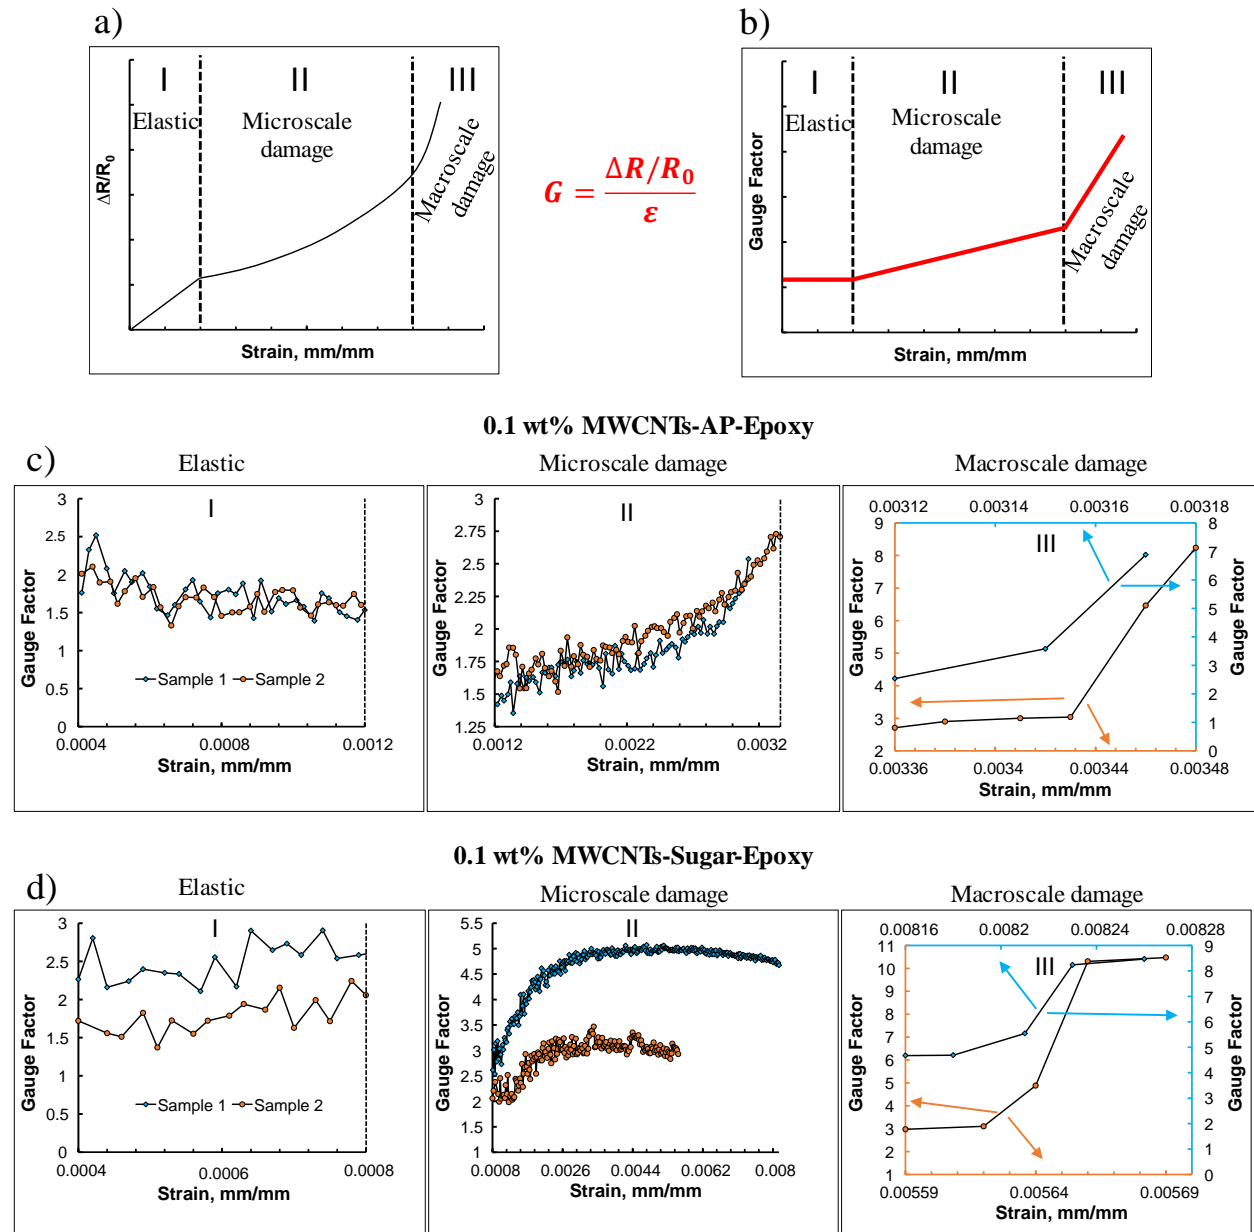 a)
I
II
III
Elastic
Microscale
damage
Macroscale
damage
ΔR/R0
Strain, mm/mm
G = ΔR/R0
ε
b)
I
II
III
Elastic
Microscale
damage
Macroscale
damage
Gauge Factor
Strain, mm/mm
0.1 wt% MWCNTs-AP-Epoxy
c)
Elastic
Microscale damage
Macroscale damage
I
3
2.5
2
1.5
1
0.5
0
Gauge Factor
Sample 1
Sample 2
0.0004
0.0008
0.0012
Strain, mm/mm
II
3
2.75
2.5
2.25
2
1.75
1.5
1.25
Gauge Factor
0.0012
0.0022
0.0032
Strain, mm/mm
0.00312
0.00314
0.00316
0.00318
III
9
8
7
6
5
4
3
2
Gauge Factor
8
7
6
5
4
3
2
1
0
Gauge Factor
0.00336
0.0034
0.00344
0.00348
Strain, mm/mm
0.1 wt% MWCNTs-Sugar-Epoxy
d)
Elastic
Microscale damage
Macroscale damage
I
3
2.5
2
1.5
1
0.5
0
Gauge Factor
Sample 1
Sample 2
0.0004
0.0006
0.0008
Strain, mm/mm
II
5.5
5
4.5
4
3.5
3
2.5
2
1.5
1
Gauge Factor
0.0008
0.0026
0.0044
0.0062
0.008
Strain, mm/mm
0.00816
0.0082
0.00824
0.00828
III
11
10
9
8
7
6
5
4
3
2
1
Gauge Factor
9
8
7
6
5
4
3
2
1
0
Gauge Factor
0.00559
0.00564
0.00569
Strain, mm/mm